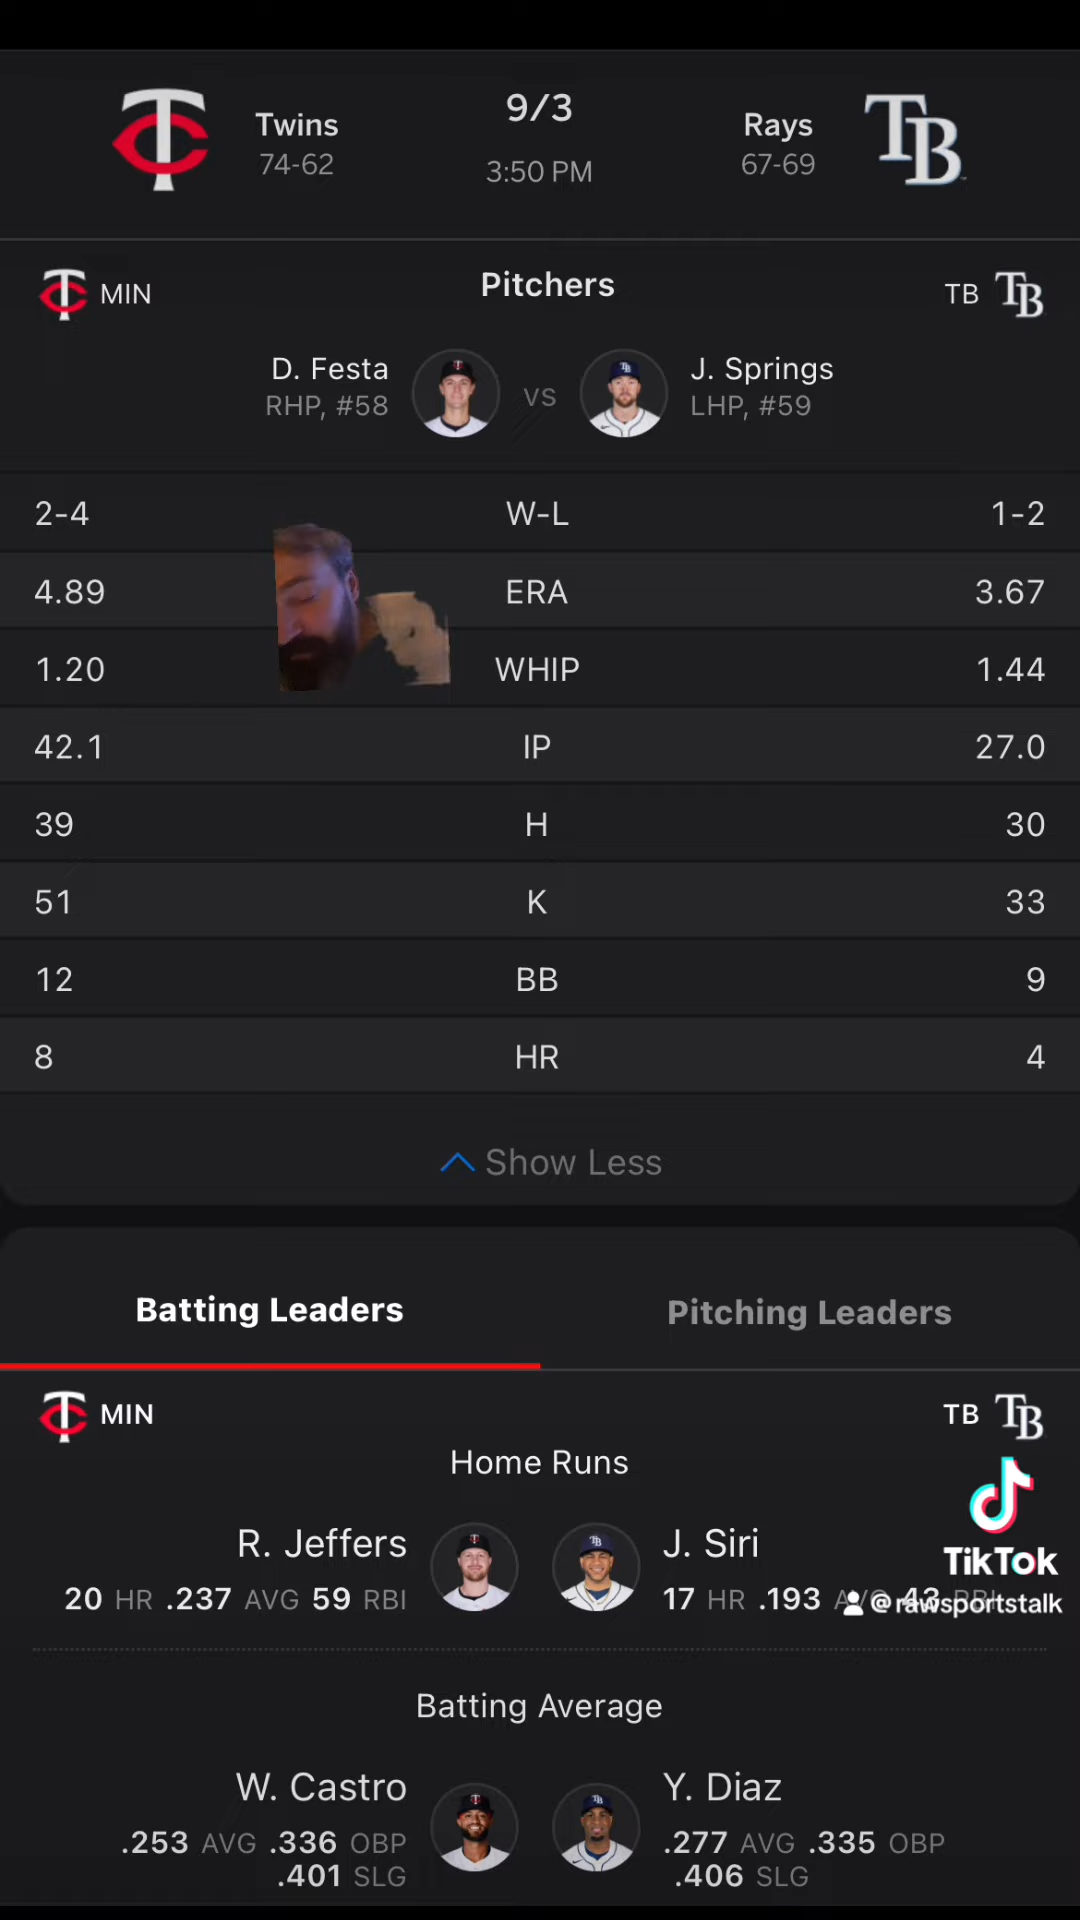 Twins 9/3 Rays
74-62 3:50 PM 67-69
MIN Pitchers TB
D. Festa vs J. Springs
RHP, #58 LHP, #59
2-4 W-L 1-2
4.89 ERA 3.67
1.20 WHIP 1.44
42.1 IP 27.0
39 H 30
51 K 33
12 BB 9
8 HR 4
Show Less
Batting Leaders Pitching Leaders
MIN TB
Home Runs
R. Jeffers J. Siri
20 HR .237 AVG 59 RBI 17 HR .193 AVG 43 RBI
TikTok
@rawsportstalk
Batting Average
W. Castro Y. Diaz
.253 AVG .336 OBP .277 AVG .335 OBP
.401 SLG .406 SLG